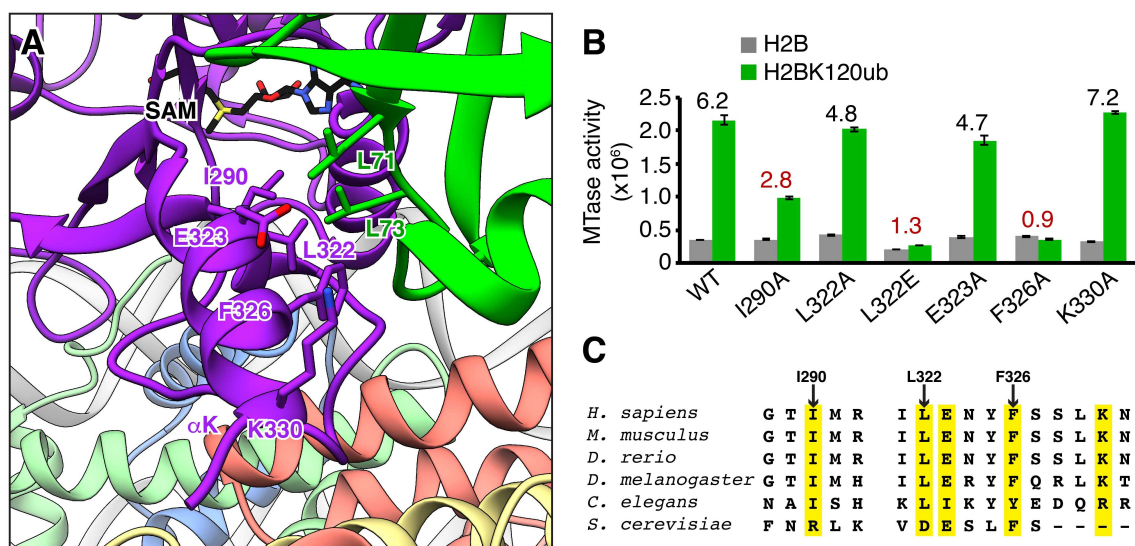 A
SAM
I290
L71
E323
L73
L322
F326
αK
K330
B
H2B
H2BK120ub
MTase activity
(x10⁶)
2.5
2.0
1.5
1.0
0.5
0
6.2
2.8
4.8
1.3
4.7
0.9
7.2
WT
I290A
L322A
L322E
E323A
F326A
K330A
C
I290 L322 F326
H. sapiens G T I M R I L E N Y F S S L K N
M. musculus G T I M R I L E N Y F S S L K N
D. rerio G T I M R I L E N Y F S S L K N
D. melanogaster G T I M H I L E R Y F Q R L K T
C. elegans N A I S H K L I K Y Y E D Q R R
S. cerevisiae F N R L K V D E S L F S - - - -